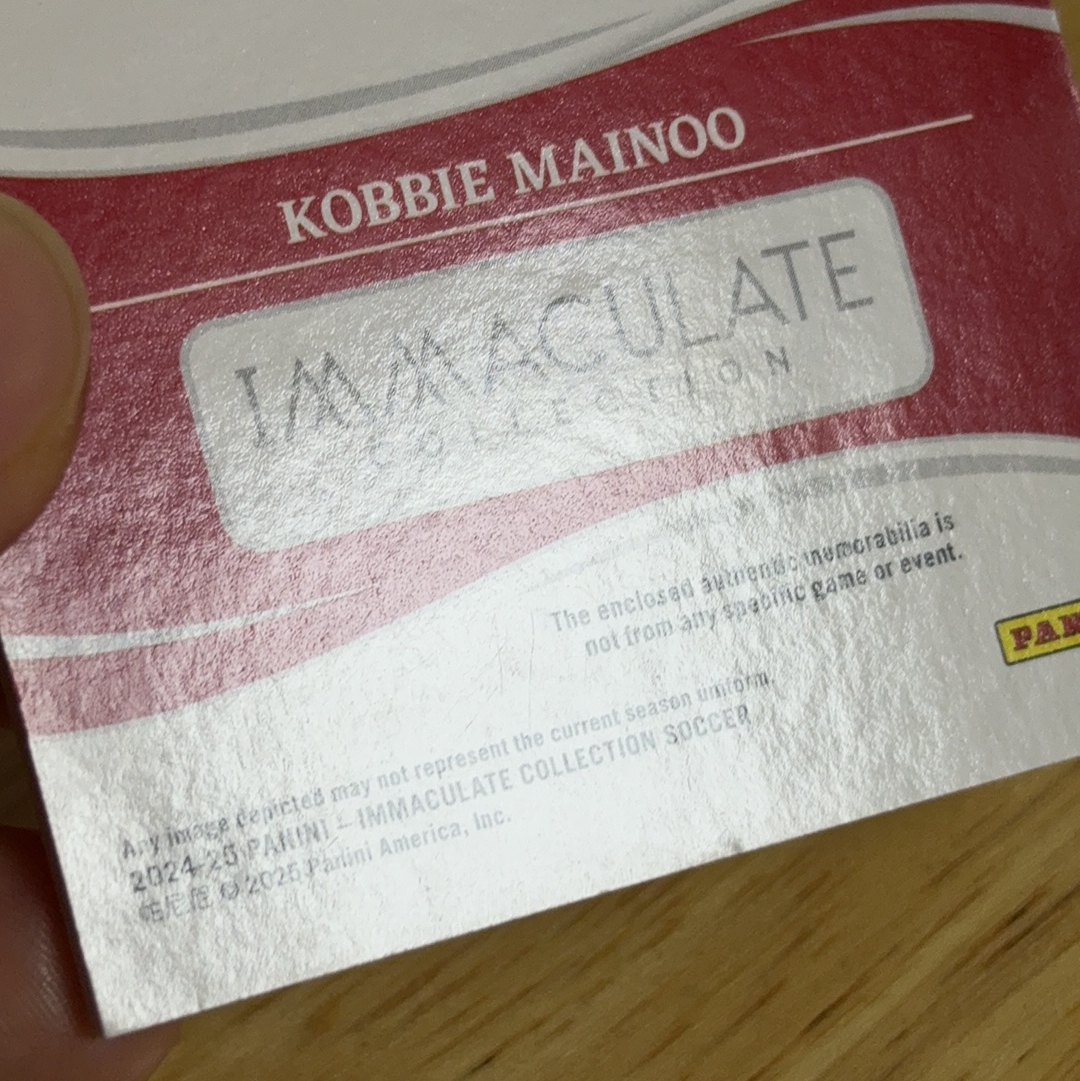 KOBBIE MAINOO
IMMACULATE
COLLECTION
The enclosed authentic memorabilia is
not from any specific game or event.
PAN
Any image depicted may not represent the current season uniform.
2024-25 PANINI – IMMACULATE COLLECTION SOCCER
帕尼尼 © 2025 Panini America, Inc.